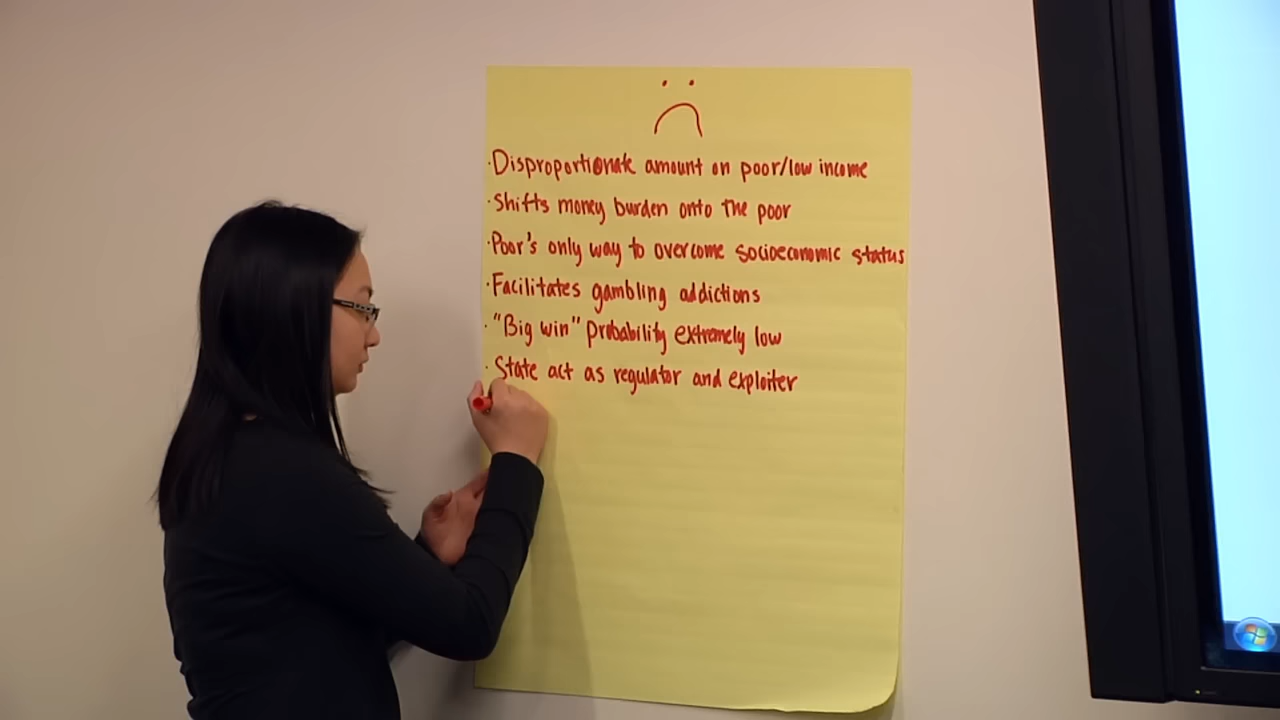 ·Disproportionate amount on poor/low income
·Shifts money burden onto the poor
·Poor's only way to overcome socioeconomic status
·Facilitates gambling addictions
·"Big win" probability extremely low
·State act as regulator and exploiter